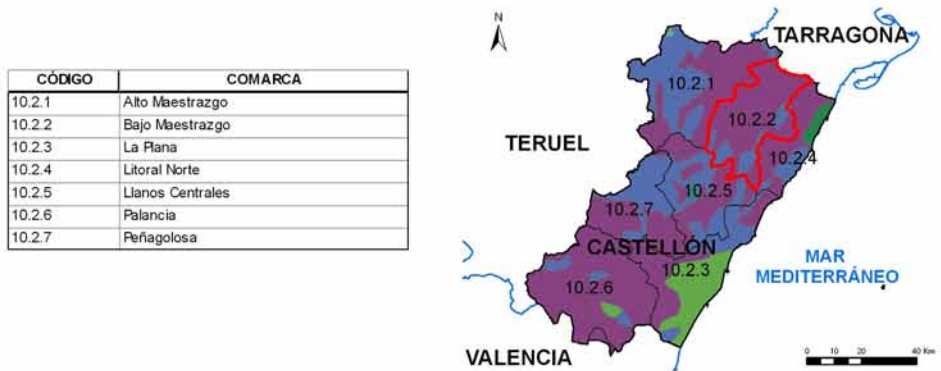 CÓDIGO COMARCA
10.2.1 Alto Maestrazgo
10.2.2 Bajo Maestrazgo
10.2.3 La Plana
10.2.4 Litoral Norte
10.2.5 Llanos Centrales
10.2.6 Palancia
10.2.7 Peñagolosa
N
TARRAGONA
10.2.1
10.2.2
TERUEL
10.2.4
10.2.5
10.2.7
CASTELLÓN
10.2.3
MAR
MEDITERRÁNEO
10.2.6
VALENCIA
0 10 20 40 Km